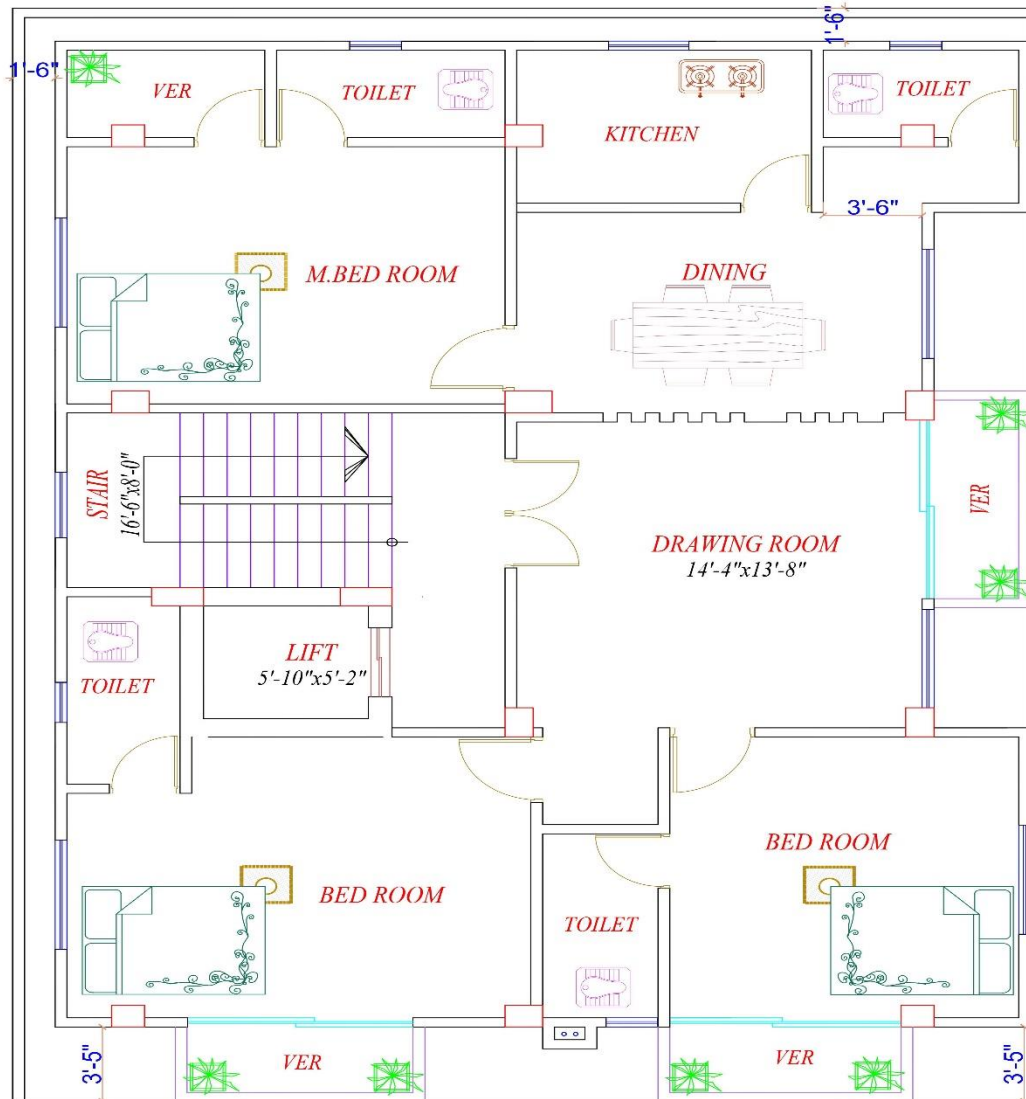 1'-6"
1'-6"
VER
TOILET
TOILET
KITCHEN
3'-6"
M.BED ROOM
DINING
STAIR
16'-6"x8'-0"
VER
DRAWING ROOM
14'-4"x13'-8"
LIFT
5'-10"x5'-2"
TOILET
BED ROOM
BED ROOM
TOILET
3'-5"
VER
VER
3'-5"